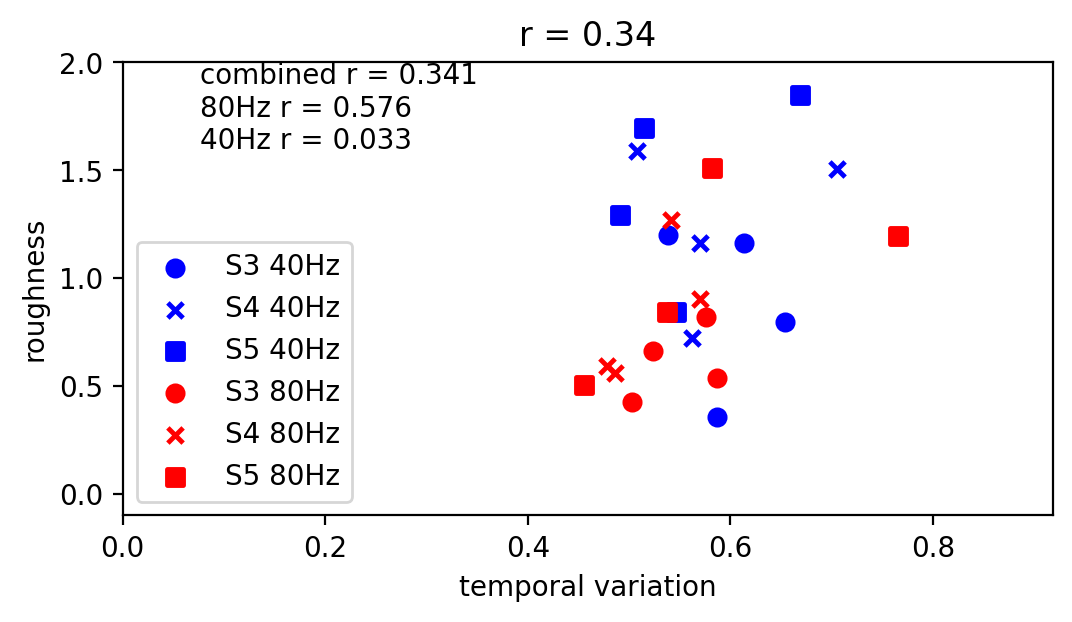 r = 0.34
combined r = 0.341
80Hz r = 0.576
40Hz r = 0.033
2.0
1.5
1.0
0.5
0.0
roughness
S3 40Hz
S4 40Hz
S5 40Hz
S3 80Hz
S4 80Hz
S5 80Hz
0.0 0.2 0.4 0.6 0.8
temporal variation